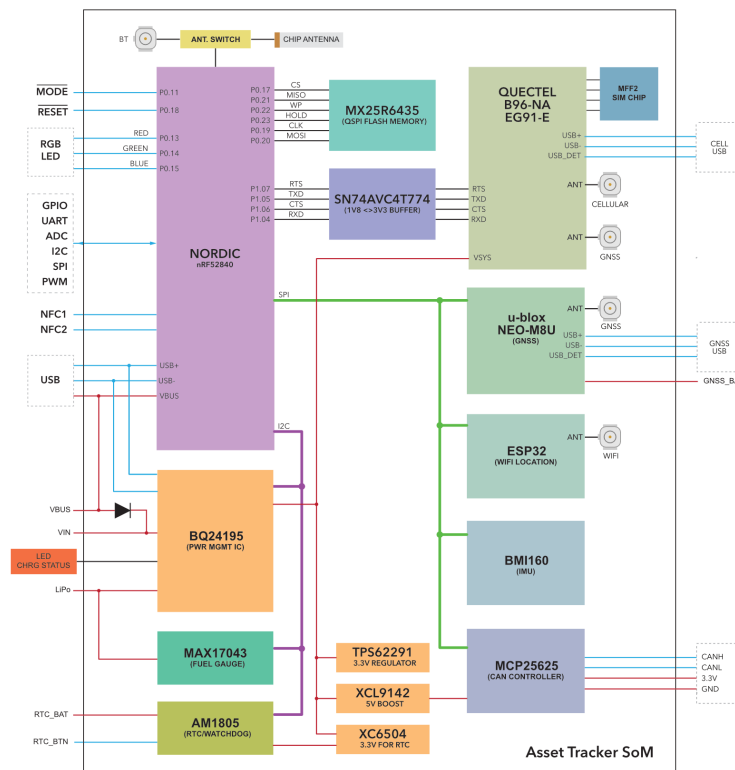 BT
ANT. SWITCH
CHIP ANTENNA
MODE
RESET
RGB
LED
RED
GREEN
BLUE
GPIO
UART
ADC
I2C
SPI
PWM
NFC1
NFC2
USB
P0.11
P0.18
P0.13
P0.14
P0.15
NORDIC
nRF52840
USB+
USB-
VBUS
P0.17
P0.21
P0.22
P0.23
P0.19
P0.20
CS
MISO
WP
HOLD
CLK
MOSI
MX25R6435
(QSPI FLASH MEMORY)
P1.07
P1.05
P1.06
P1.04
RTS
TXD
CTS
RXD
SN74AVC4T774
(1V8 <>3V3 BUFFER)
QUECTEL
B96-NA
EG91-E
MFF2
SIM CHIP
USB+
USB-
USB_DET
CELL
USB
RTS
TXD
CTS
RXD
ANT
CELLULAR
ANT
GNSS
VSYS
SPI
u-blox
NEO-M8U
(GNSS)
ANT
GNSS
USB+
USB-
USB_DET
GNSS
USB
GNSS_BA
I2C
ESP32
(WIFI LOCATION)
ANT
WIFI
VBUS
VIN
LED
CHRG STATUS
LiPo
BQ24195
(PWR MGMT IC)
BMI160
(IMU)
MAX17043
(FUEL GAUGE)
TPS62291
3.3V REGULATOR
MCP25625
(CAN CONTROLLER)
CANH
CANL
3.3V
GND
XCL9142
5V BOOST
RTC_BAT
RTC_BTN
AM1805
(RTC/WATCHDOG)
XC6504
3.3V FOR RTC
Asset Tracker SoM